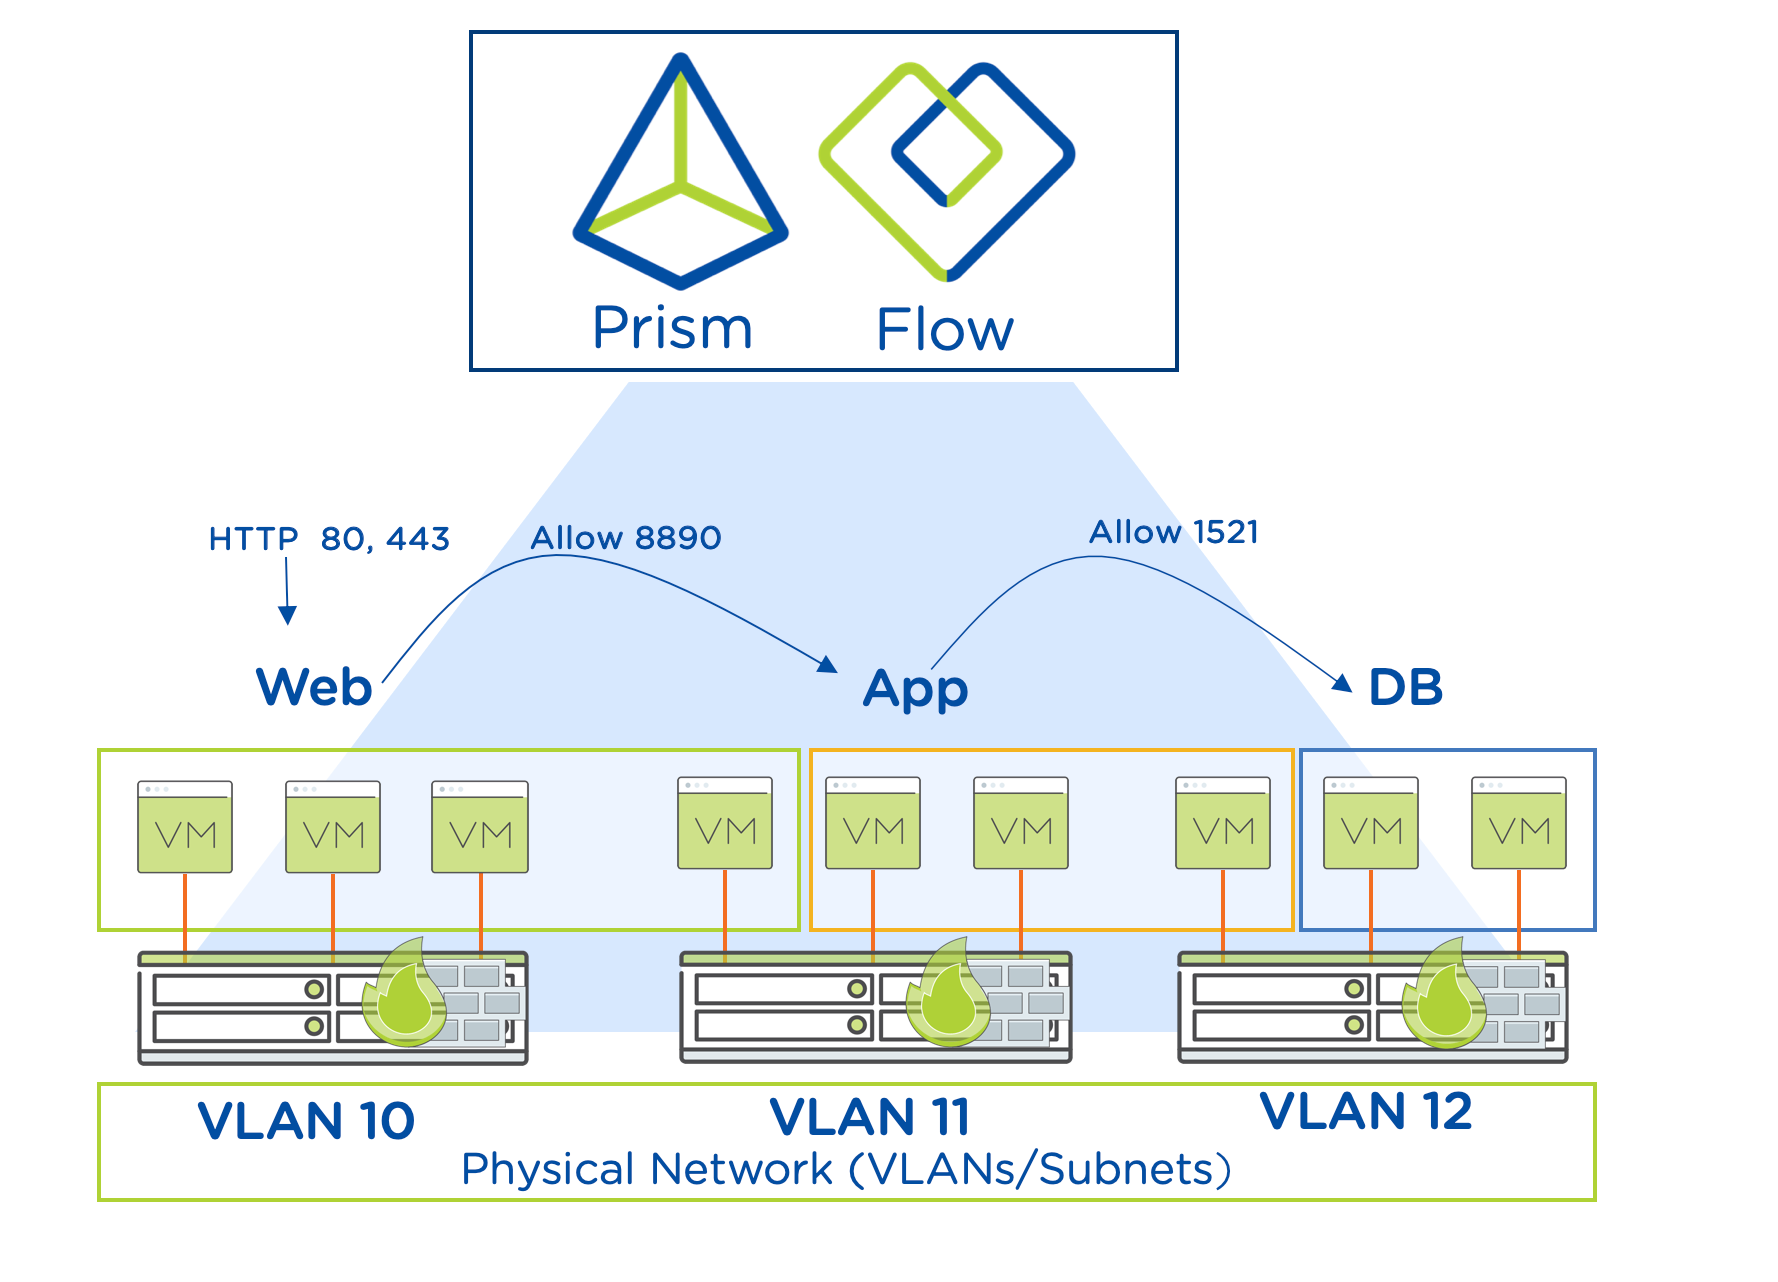 Prism
Flow
HTTP 80, 443
Allow 8890
Allow 1521
Web
App
DB
VM
VM
VM
VM
VM
VM
VM
VM
VM
VLAN 10
VLAN 11
VLAN 12
Physical Network (VLANs/Subnets)